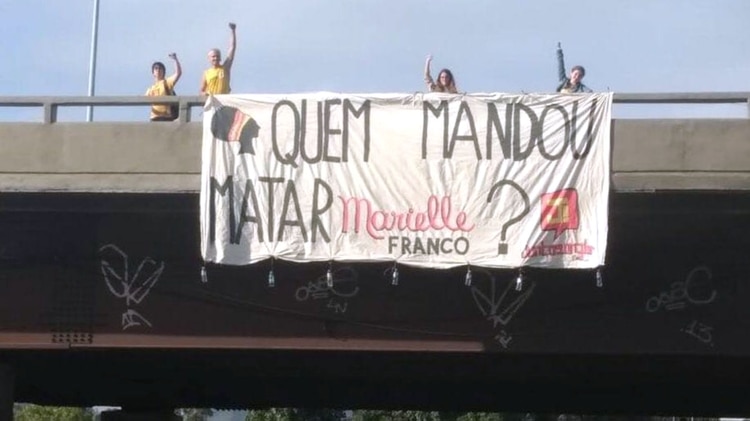 QUEM MANDOU
MATAR Marielle FRANCO ?